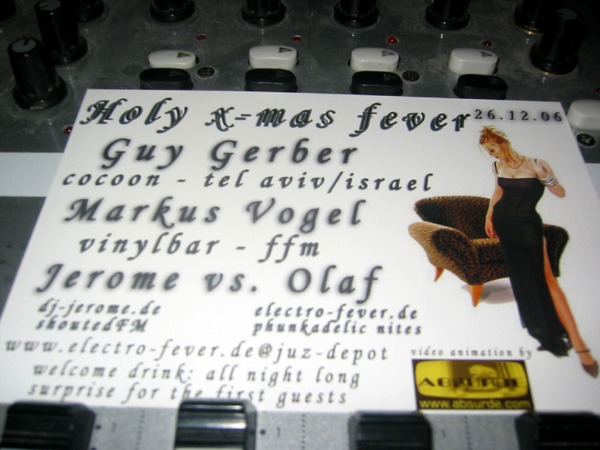 Holy x-mas fever
26.12.06
Guy Gerber
cocoon - tel aviv/israel
Markus Vogel
vinylbar - ffm
Jerome vs. Olaf
dj-jerome.de
shoutedFM
electro-fever.de
phunkadelic nites
www.electro-fever.de@juz-depot
welcome drink: all night long
surprise for the first guests
video animation by
ABSURDE
www.absurde.com